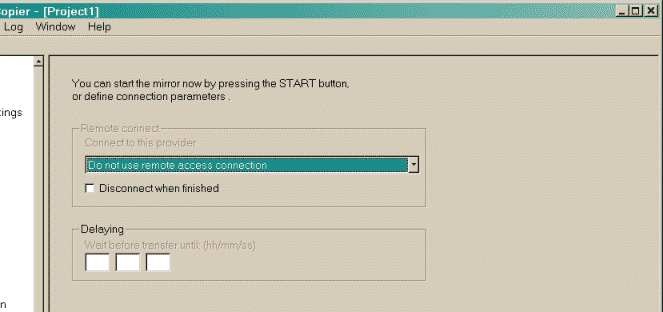 opier - [Project1]
Log Window Help
You can start the mirror now by pressing the START button,
or define connection parameters .
tings
Remote connect
Connect to this provider
Do not use remote access connection
Disconnect when finished
Delaying
Wait before transfer until: (hh/mm/ss)
n